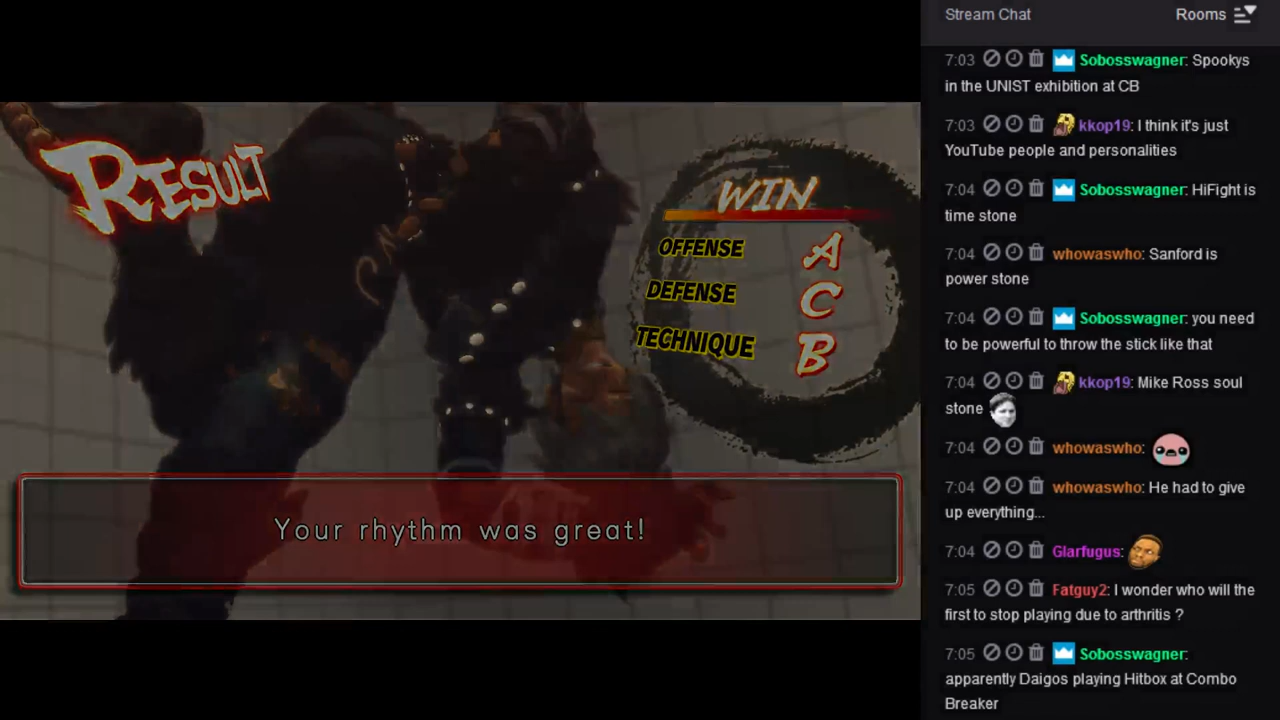 RESULT
WIN
OFFENSE A
DEFENSE C
TECHNIQUE B
Your rhythm was great!
Stream Chat
Rooms
7:03 Sobosswagner: Spookys
in the UNIST exhibition at CB
7:03 kkop19: I think it's just
YouTube people and personalities
7:04 Sobosswagner: HiFight is
time stone
7:04 whowaswho: Sanford is
power stone
7:04 Sobosswagner: you need
to be powerful to throw the stick like that
7:04 kkop19: Mike Ross soul
stone
7:04 whowaswho:
7:04 whowaswho: He had to give
up everything...
7:04 Glarfugus:
7:05 Fatguy2: I wonder who will the
first to stop playing due to arthritis ?
7:05 Sobosswagner:
apparently Daigos playing Hitbox at Combo
Breaker